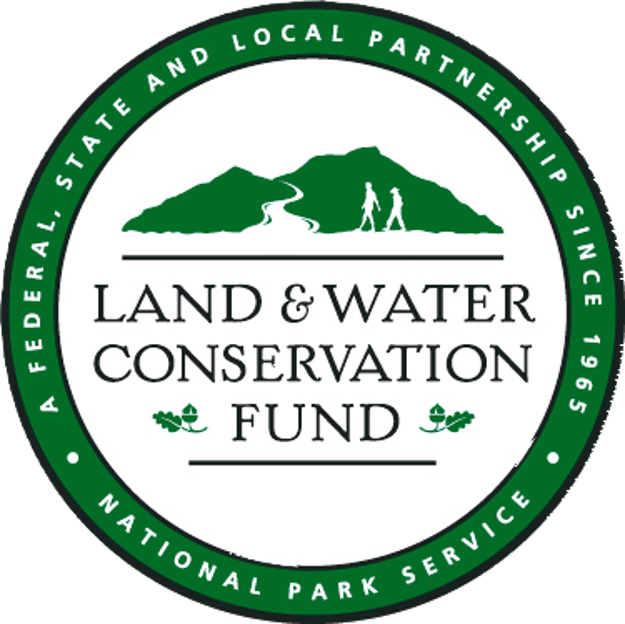 A FEDERAL, STATE AND LOCAL PARTNERSHIP SINCE 1965
LAND & WATER
CONSERVATION
FUND
NATIONAL PARK SERVICE